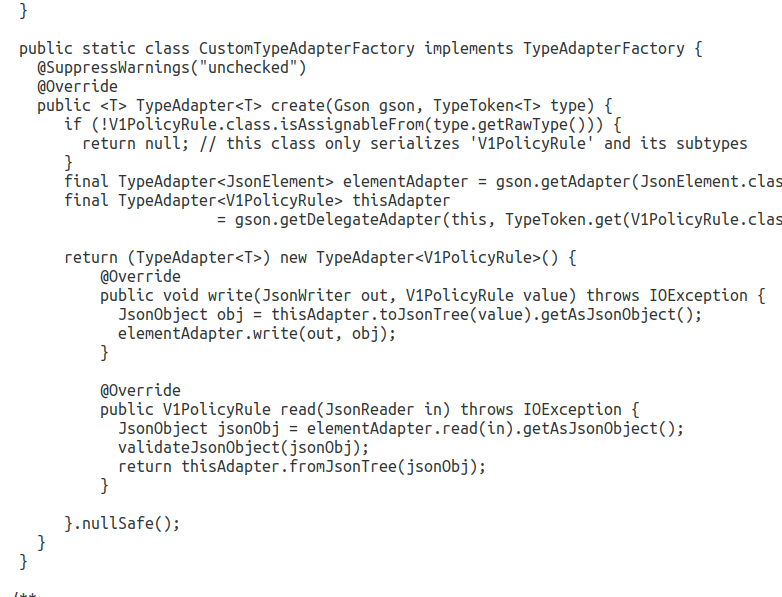 }
public static class CustomTypeAdapterFactory implements TypeAdapterFactory {
@SuppressWarnings("unchecked")
@Override
public <T> TypeAdapter<T> create(Gson gson, TypeToken<T> type) {
if (!V1PolicyRule.class.isAssignableFrom(type.getRawType())) {
return null; // this class only serializes 'V1PolicyRule' and its subtypes
}
final TypeAdapter<JsonElement> elementAdapter = gson.getAdapter(JsonElement.clas
final TypeAdapter<V1PolicyRule> thisAdapter
= gson.getDelegateAdapter(this, TypeToken.get(V1PolicyRule.clas
return (TypeAdapter<T>) new TypeAdapter<V1PolicyRule>() {
@Override
public void write(JsonWriter out, V1PolicyRule value) throws IOException {
JsonObject obj = thisAdapter.toJsonTree(value).getAsJsonObject();
elementAdapter.write(out, obj);
}
@Override
public V1PolicyRule read(JsonReader in) throws IOException {
JsonObject jsonObj = elementAdapter.read(in).getAsJsonObject();
validateJsonObject(jsonObj);
return thisAdapter.fromJsonTree(jsonObj);
}
}.nullSafe();
}
}
/**